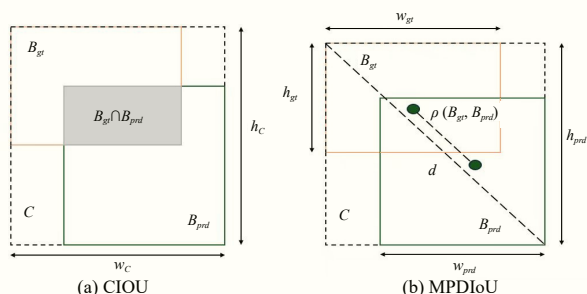 B_gt
B_gt∩B_prd
h_C
C
B_prd
w_C
(a) CIOU
w_gt
B_gt
h_gt
ρ (B_gt, B_prd)
h_prd
d
C
B_prd
w_prd
(b) MPDIoU